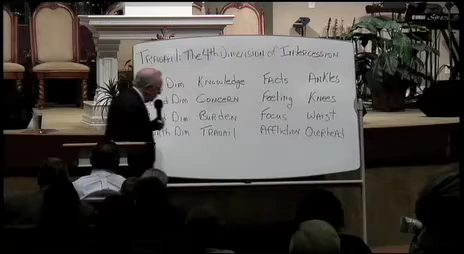 Travail: The 4th Dimension of Intercession
Dim Knowledge Facts Ankles
Dim Concern Feeling Knees
Dim Burden Focus Waist
Dim Travail Affliction Overhead